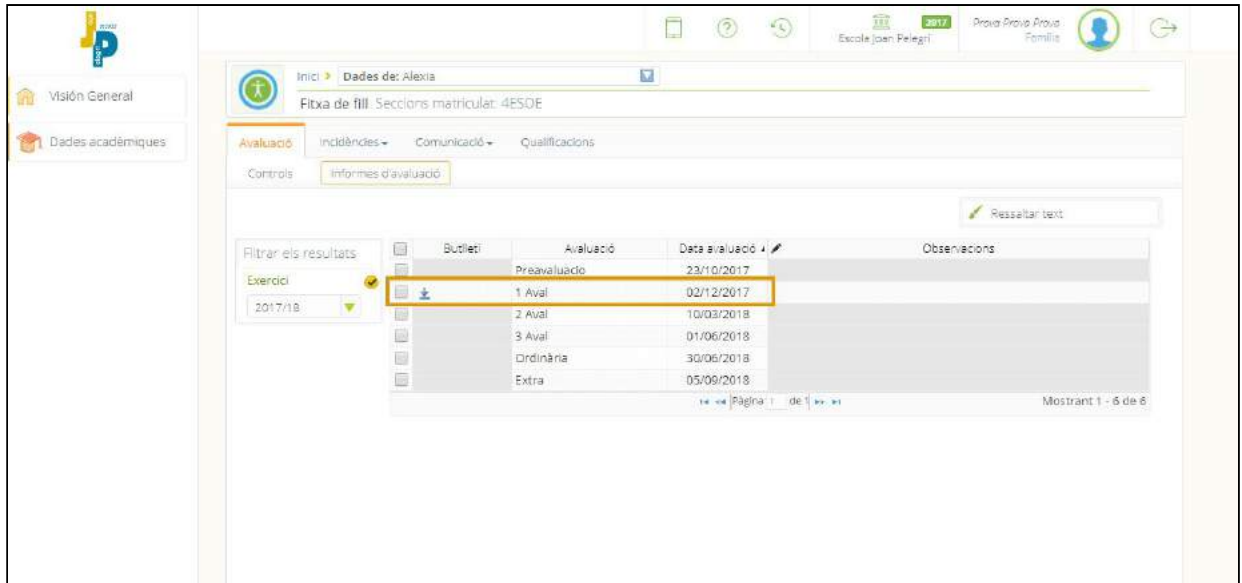 Escola Joan Pelegrí
2017
Prova Prova Prova
Família
Visión General
Dades acadèmiques
Inici > Dades de: Alexia
Fitxa de fill. Seccions matriculat: 4ESOE
Avaluació Incidències Comunicació Qualificacions
Controls Informes d'avaluació
Ressaltar text
Filtrar els resultats
Exercici
2017/18
Butlletí Avaluació Data avaluació Observacions
Preavaluacio 23/10/2017
1 Aval 02/12/2017
2 Aval 10/03/2018
3 Aval 01/06/2018
Ordinària 30/06/2018
Extra 05/09/2018
Pàgina 1 de 1
Mostrant 1 - 6 de 6